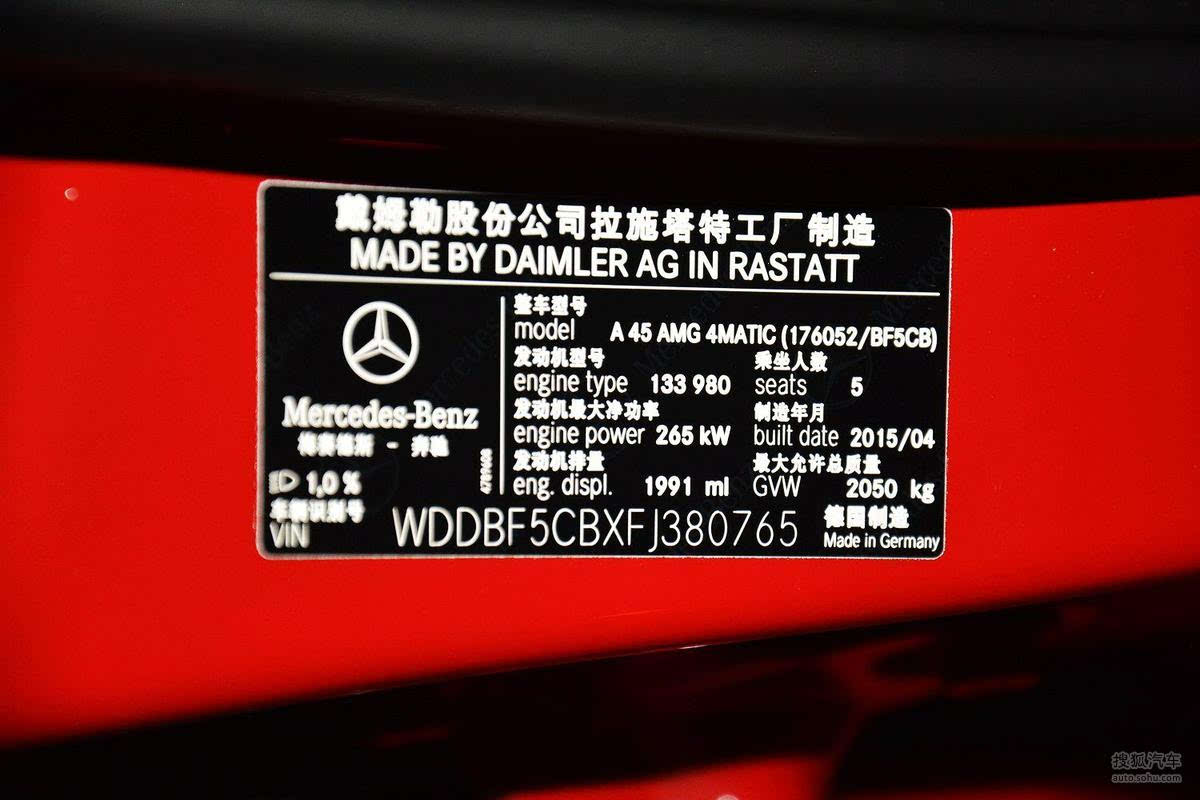 戴姆勒股份公司拉施塔特工厂制造
MADE BY DAIMLER AG IN RASTATT
Mercedes-Benz
梅赛德斯 - 奔驰
1,0 %
整车型号
model A 45 AMG 4MATIC (176052/BF5CB)
发动机型号 乘坐人数
engine type 133 980 seats 5
发动机最大净功率 制造年月
engine power 265 kW built date 2015/04
发动机排量 最大允许总质量
eng. displ. 1991 ml GVW 2050 kg
车辆识别号 德国制造
VIN WDDBF5CBXFJ380765 Made in Germany
搜狐汽车
auto.sohu.com